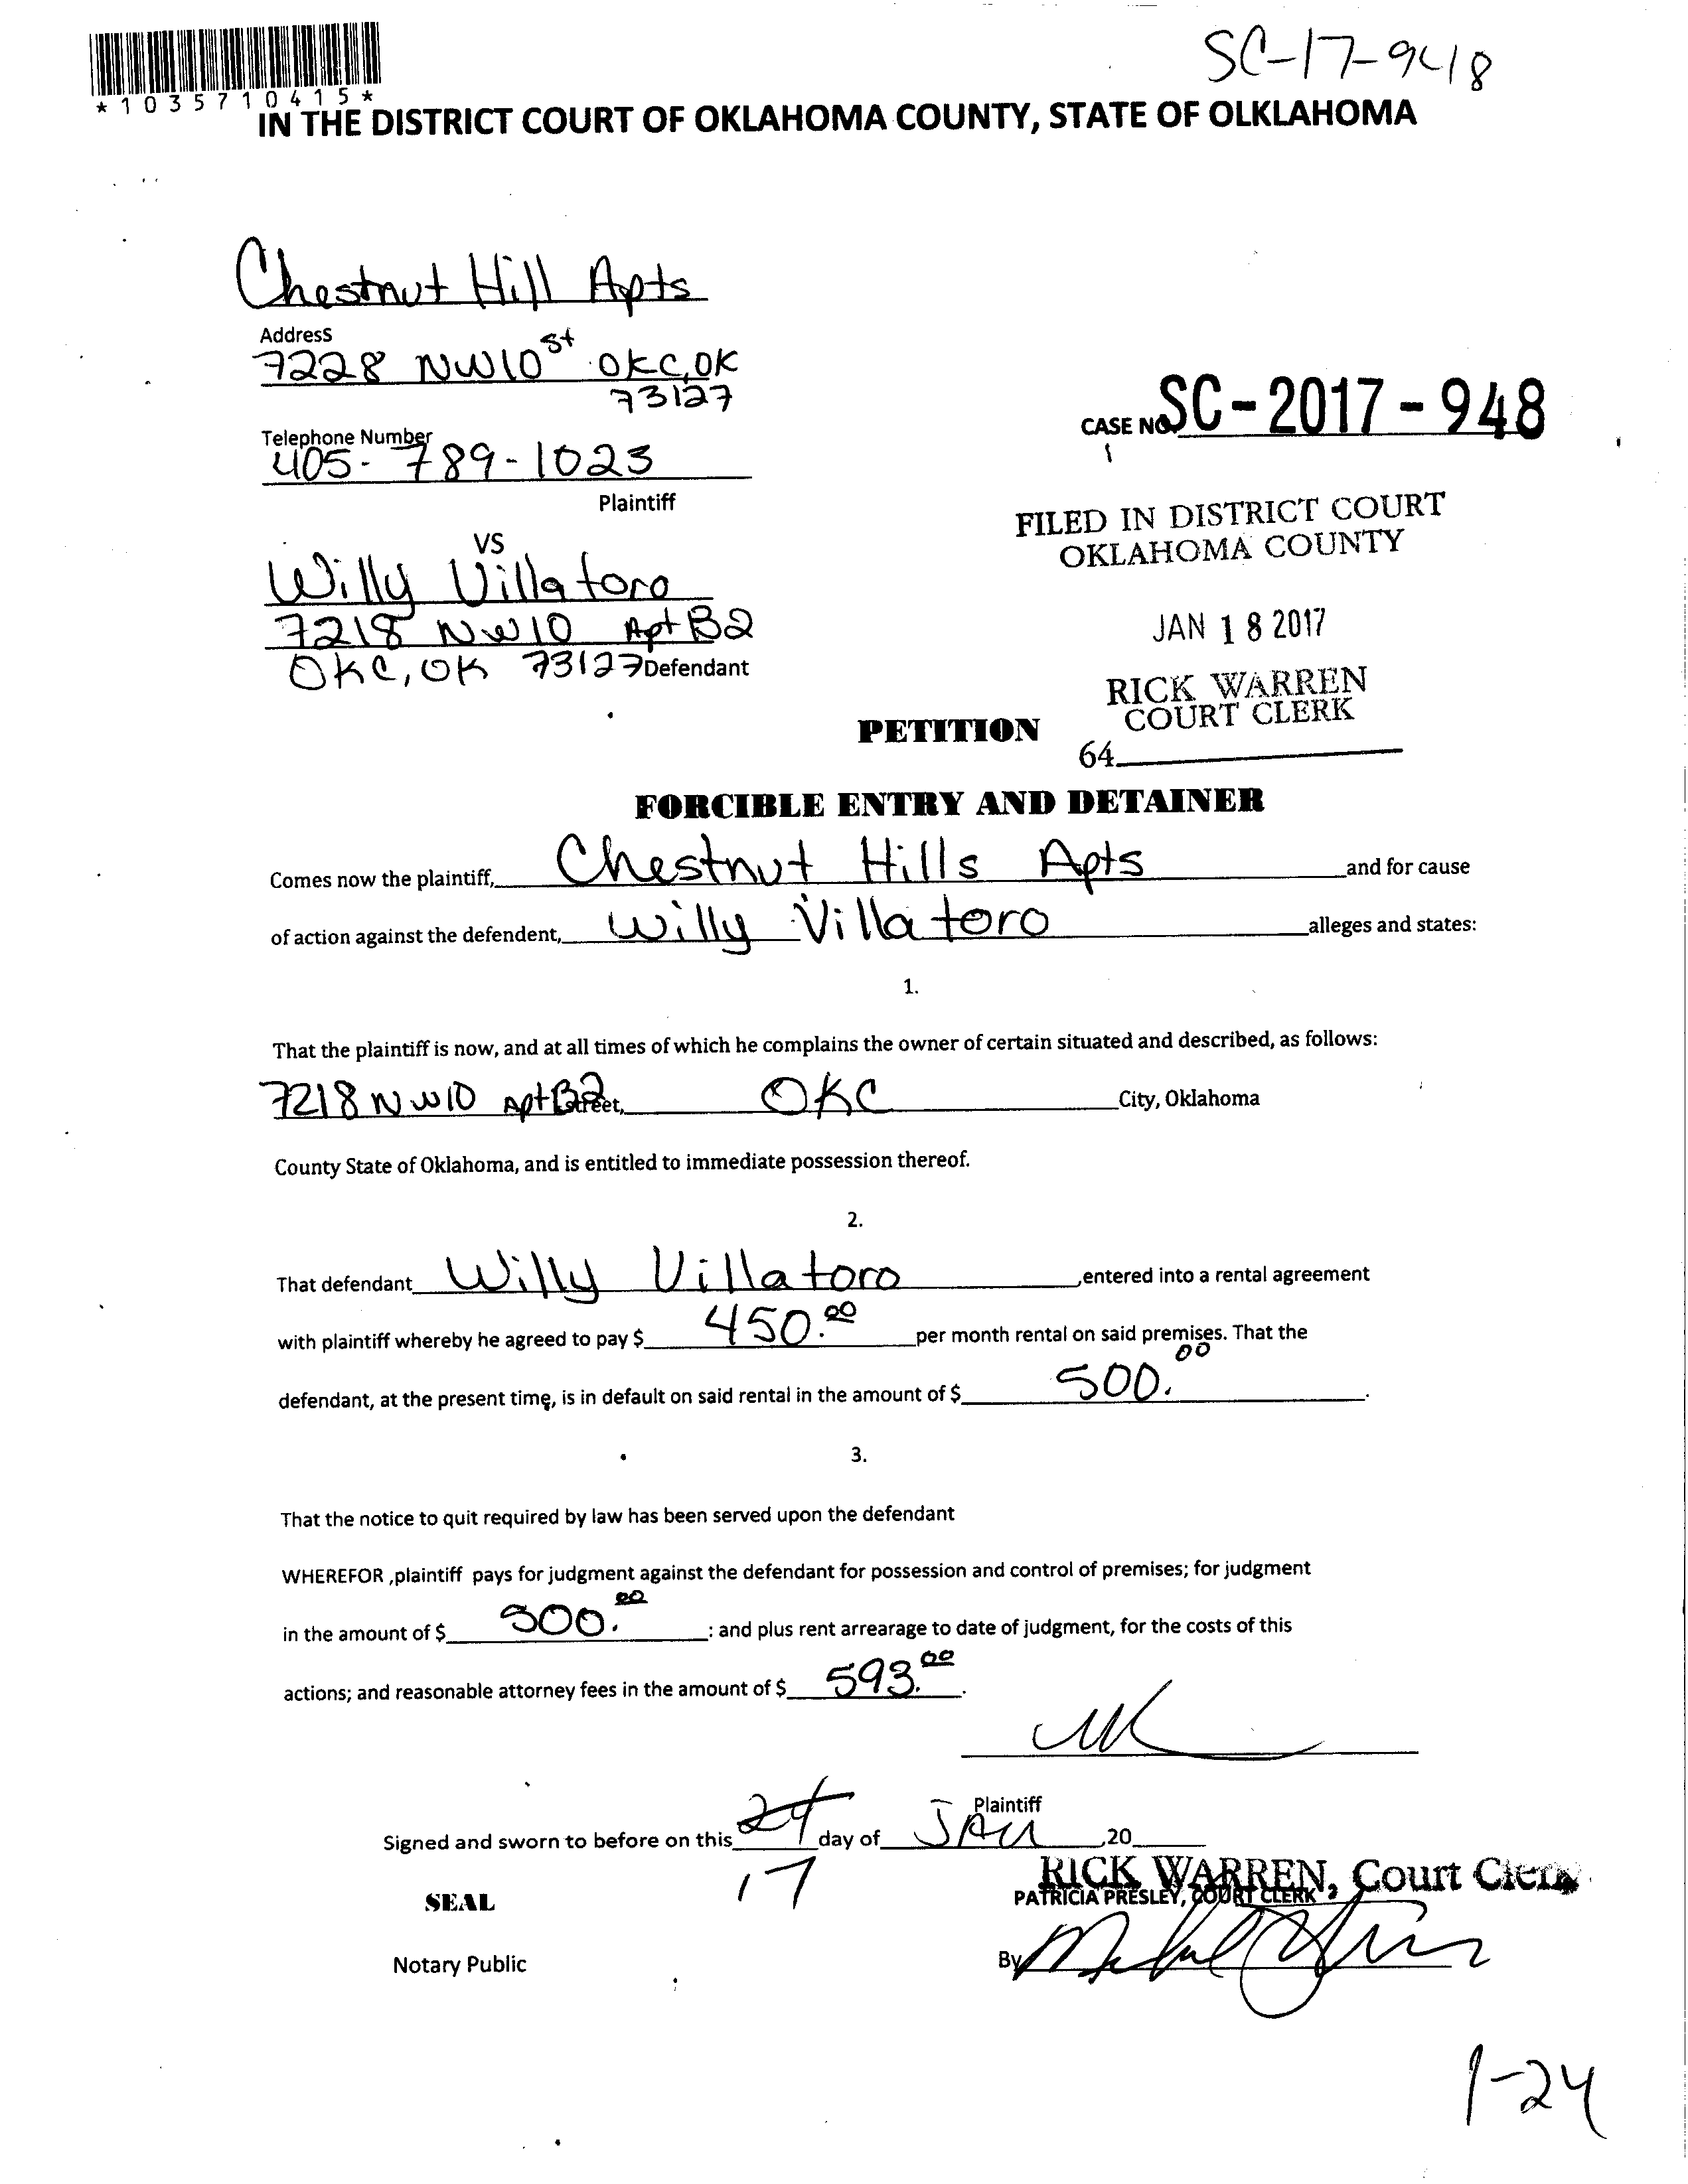 SC-17-948
*1035710415*
IN THE DISTRICT COURT OF OKLAHOMA COUNTY, STATE OF OLKLAHOMA
Chestnut Hill Apts
Address
7228 NW10st OKC, OK
73127
Telephone Number
405-789-1023
Plaintiff
CASE NO. SC-2017-948
FILED IN DISTRICT COURT
OKLAHOMA COUNTY
JAN 18 2017
RICK WARREN
COURT CLERK
64
VS
Willy Villatoro
7218 NW10 Apt B2
OKC, OK 73127 Defendant
PETITION
FORCIBLE ENTRY AND DETAINER
Comes now the plaintiff, Chestnut Hills Apts and for cause
of action against the defendent, Willy Villatoro alleges and states:
1.
That the plaintiff is now, and at all times of which he complains the owner of certain situated and described, as follows:
7218 NW10 Apt B2 Street, OKC City, Oklahoma
County State of Oklahoma, and is entitled to immediate possession thereof.
2.
That defendant Willy Villatoro ,entered into a rental agreement
with plaintiff whereby he agreed to pay $ 450.00 per month rental on said premises. That the
defendant, at the present time, is in default on said rental in the amount of $ 500.00.
3.
That the notice to quit required by law has been served upon the defendant
WHEREFOR ,plaintiff pays for judgment against the defendant for possession and control of premises; for judgment
in the amount of $ 500.00 : and plus rent arrearage to date of judgment, for the costs of this
actions; and reasonable attorney fees in the amount of $ 593.00.
Plaintiff
Signed and sworn to before on this 24 day of JAN ,20
17
RICK WARREN, Court Clerk
PATRICIA PRESLEY, COURT CLERK
SEAL
Notary Public
By
1-24